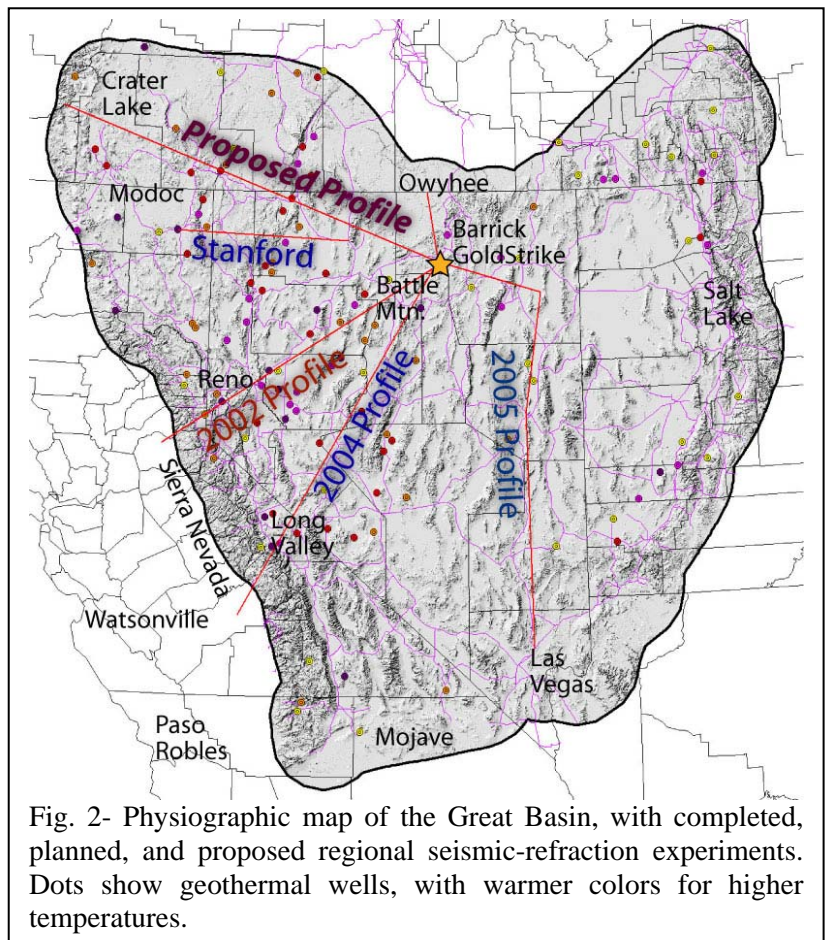 Crater
Lake
Proposed Profile
Modoc
Owyhee
Stanford
Barrick
GoldStrike
Battle
Mtn.
Salt
Lake
Reno
2002 Profile
2004 Profile
2005 Profile
Sierra Nevada
Long
Valley
Watsonville
Las
Vegas
Paso
Robles
Mojave
Fig. 2- Physiographic map of the Great Basin, with completed,
planned, and proposed regional seismic-refraction experiments.
Dots show geothermal wells, with warmer colors for higher
temperatures.